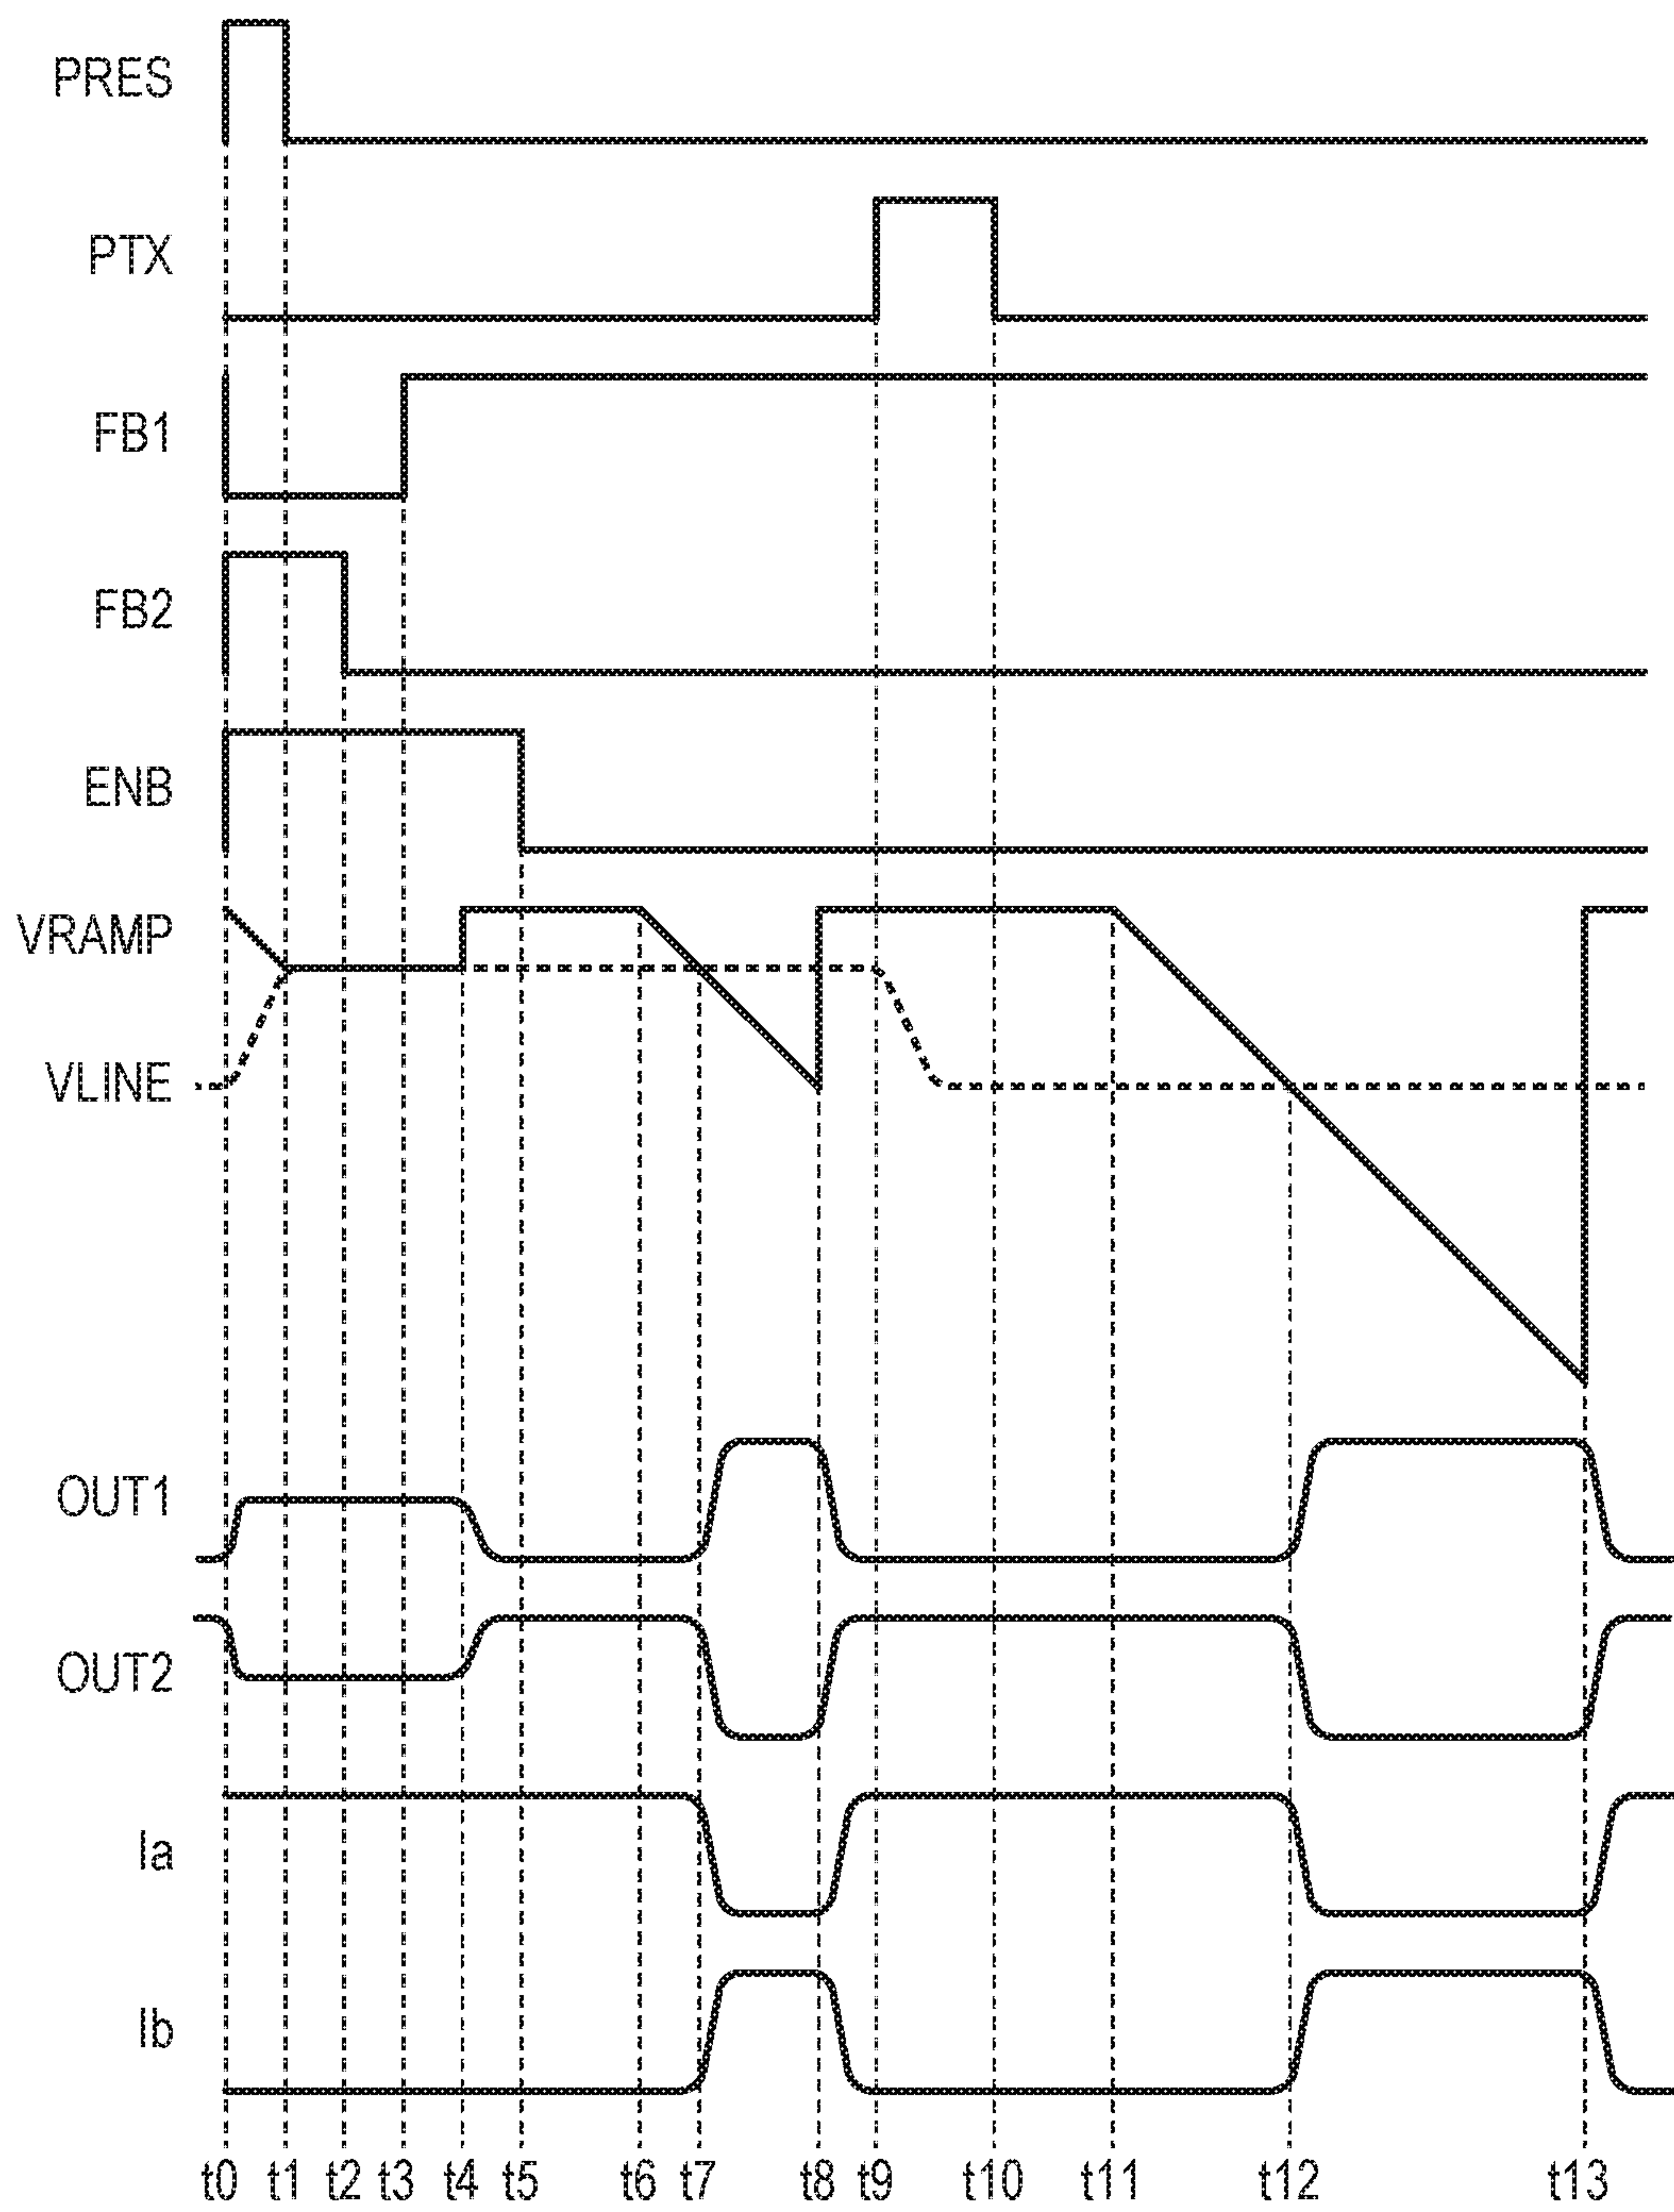 PRES
PTX
FB1
FB2
ENB
VRAMP
VLINE
OUT1
OUT2
Ia
Ib
t0 t1 t2 t3 t4 t5 t6 t7 t8 t9 t10 t11 t12 t13